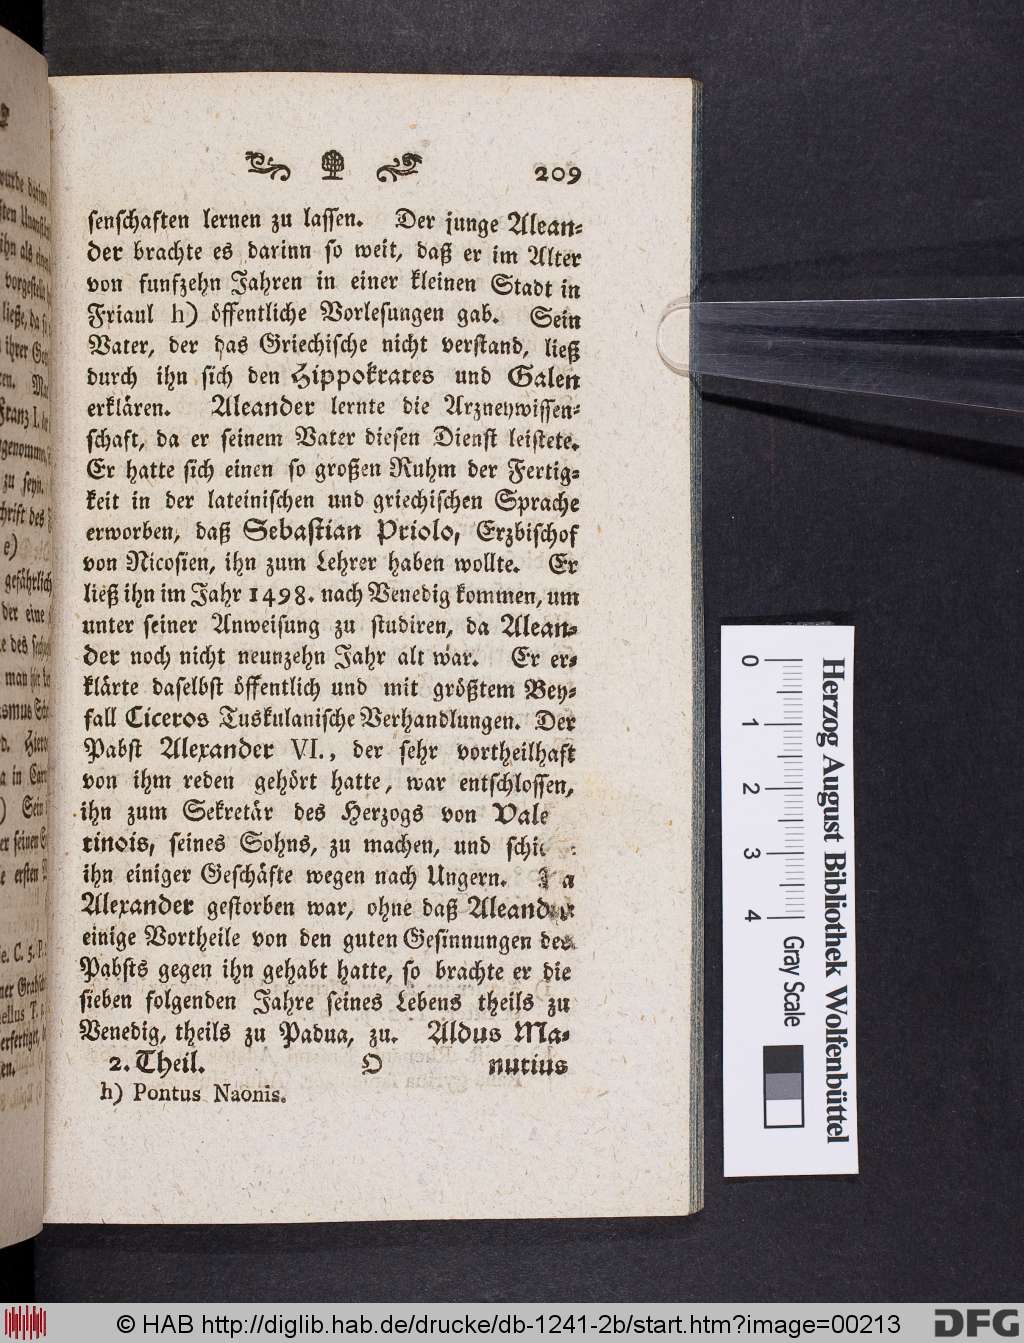 209
senschaften lernen zu lassen. Der junge Alean-
der brachte es darinn so weit, daß er im Alter
von funfzehn Jahren in einer kleinen Stadt in
Friaul h) öffentliche Vorlesungen gab. Sein
Vater, der das Griechische nicht verstand, ließ
durch ihn sich den Hippokrates und Galen
erklären. Aleander lernte die Arzneywissen-
schaft, da er seinem Vater diesen Dienst leistete.
Er hatte sich einen so großen Ruhm der Fertig-
keit in der lateinischen und griechischen Sprache
erworben, daß Sebastian Priolo, Erzbischof
von Nicosien, ihn zum Lehrer haben wollte. Er
ließ ihn im Jahr 1498. nach Venedig kommen, um
unter seiner Anweisung zu studiren, da Alean-
der noch nicht neunzehn Jahr alt war. Er er-
klärte daselbst öffentlich und mit größtem Bey-
fall Ciceros Tuskulanische Verhandlungen. Der
Pabst Alexander VI., der sehr vortheilhaft
von ihm reden gehört hatte, war entschlossen,
ihn zum Sekretär des Herzogs von Vale
tinois, seines Sohns, zu machen, und
ihn einiger Geschäfte wegen nach Ungern.
Alexander gestorben war, ohne daß Aleander
einige Vortheile von den guten Gesinnungen des
Pabsts gegen ihn gehabt hatte, so brachte er die
sieben folgenden Jahre seines Lebens theils zu
Venedig, theils zu Padua, zu. Aldus Ma-
2. Theil. O nutius
h) Pontus Naonis.
Herzog August Bibliothek Wolfenbüttel
0 1 2 3 4 Gray Scale
© HAB http://diglib.hab.de/drucke/db-1241-2b/start.htm?image=00213
DFG